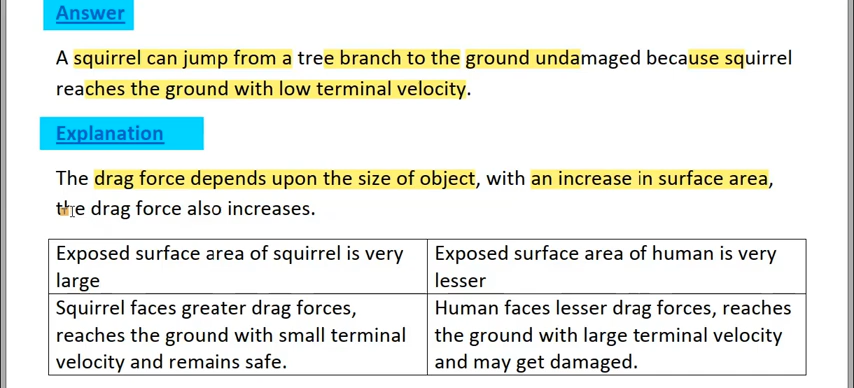 Answer
A squirrel can jump from a tree branch to the ground undamaged because squirrel
reaches the ground with low terminal velocity.
Explanation
The drag force depends upon the size of object, with an increase in surface area,
the drag force also increases.
Exposed surface area of squirrel is very
large
Exposed surface area of human is very
lesser
Squirrel faces greater drag forces,
reaches the ground with small terminal
velocity and remains safe.
Human faces lesser drag forces, reaches
the ground with large terminal velocity
and may get damaged.